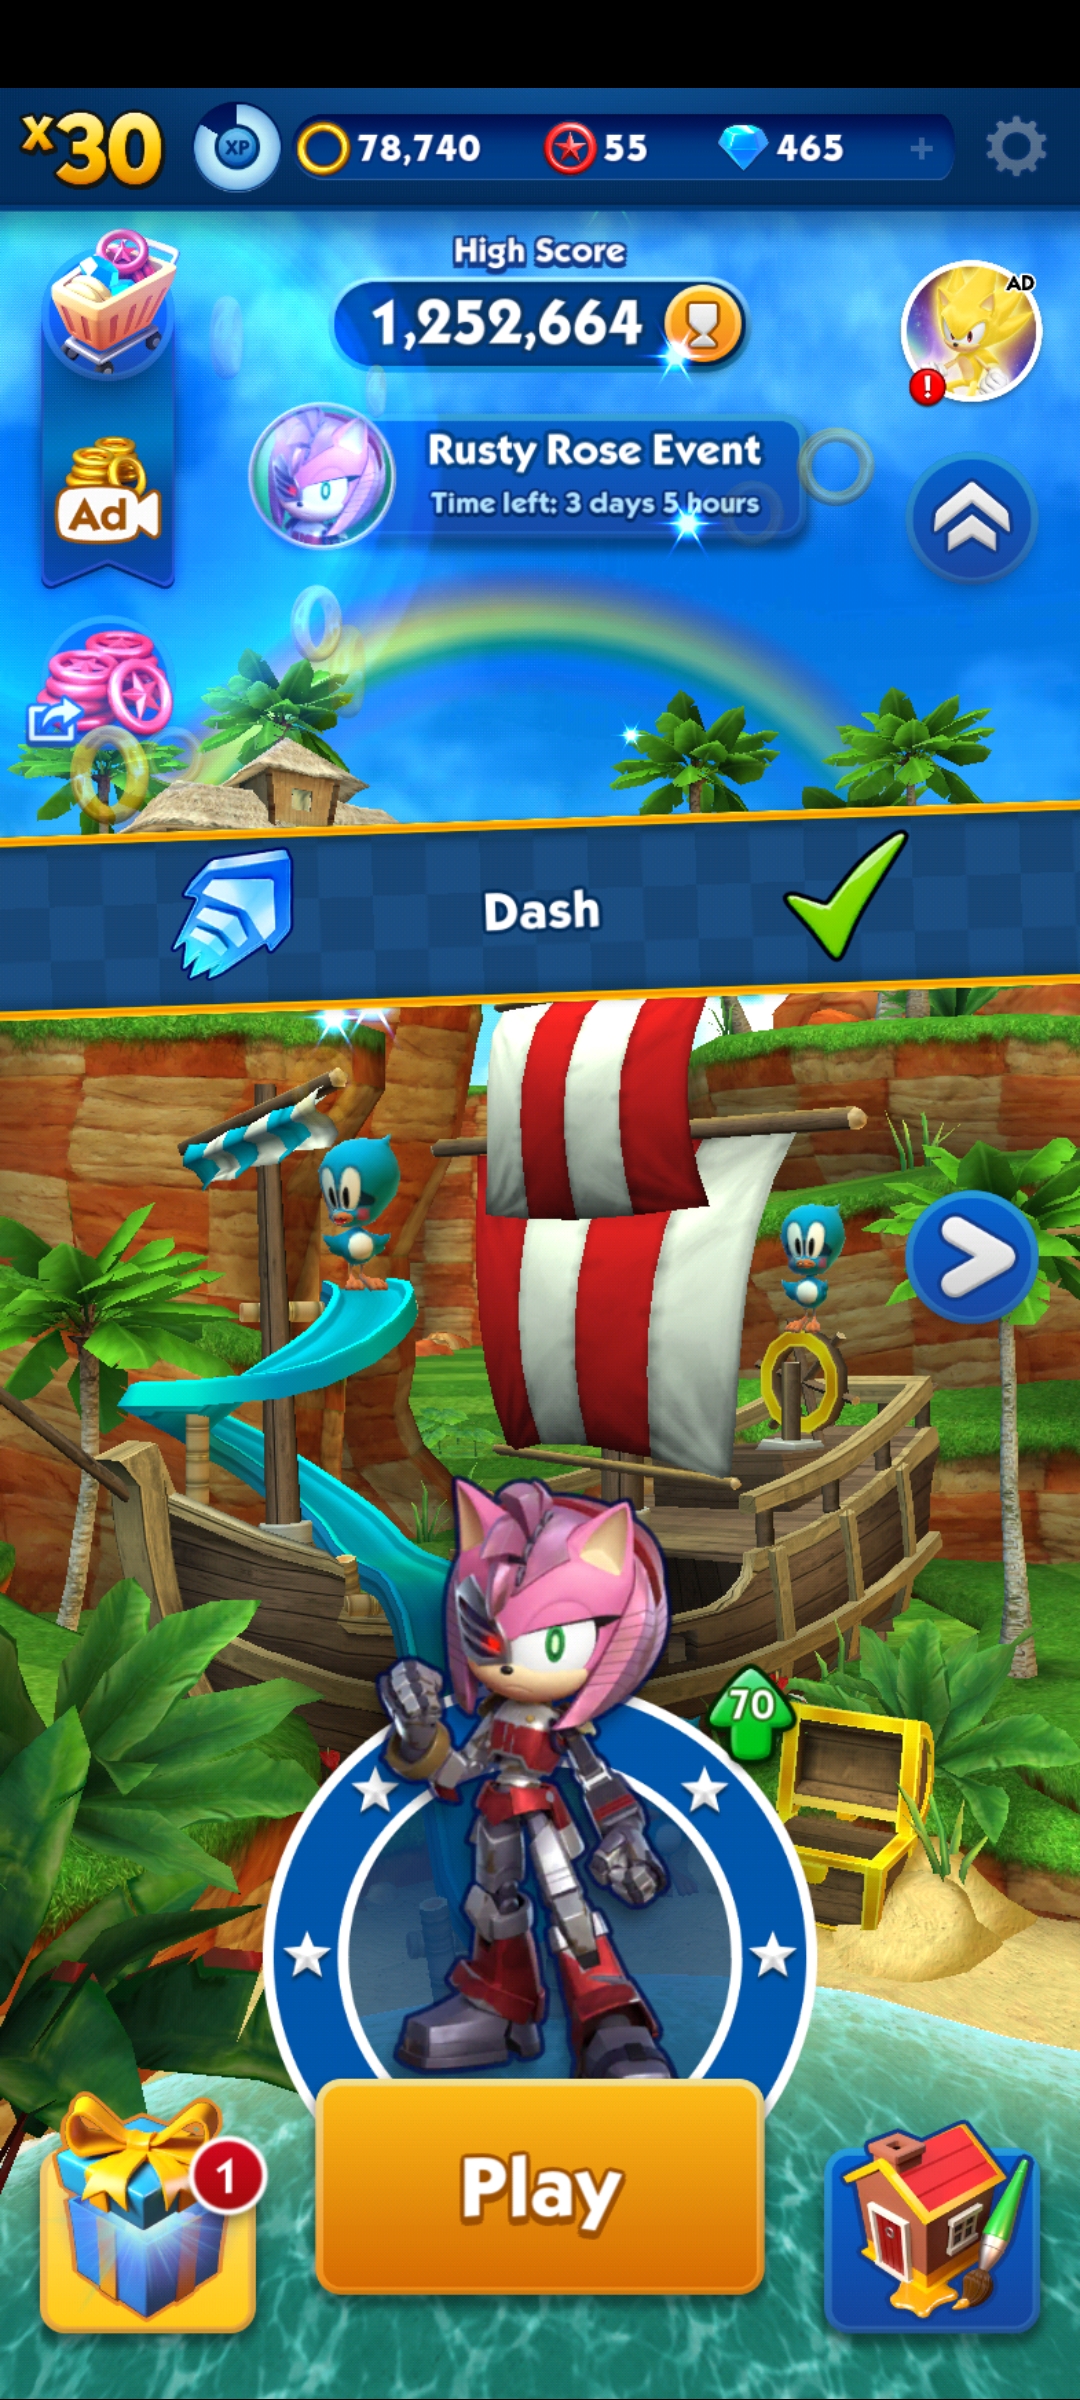 x30
XP
78,740
55
465
+
High Score
1,252,664
AD
!
Rusty Rose Event
Time left: 3 days 5 hours
Ad
Dash
70
1
Play